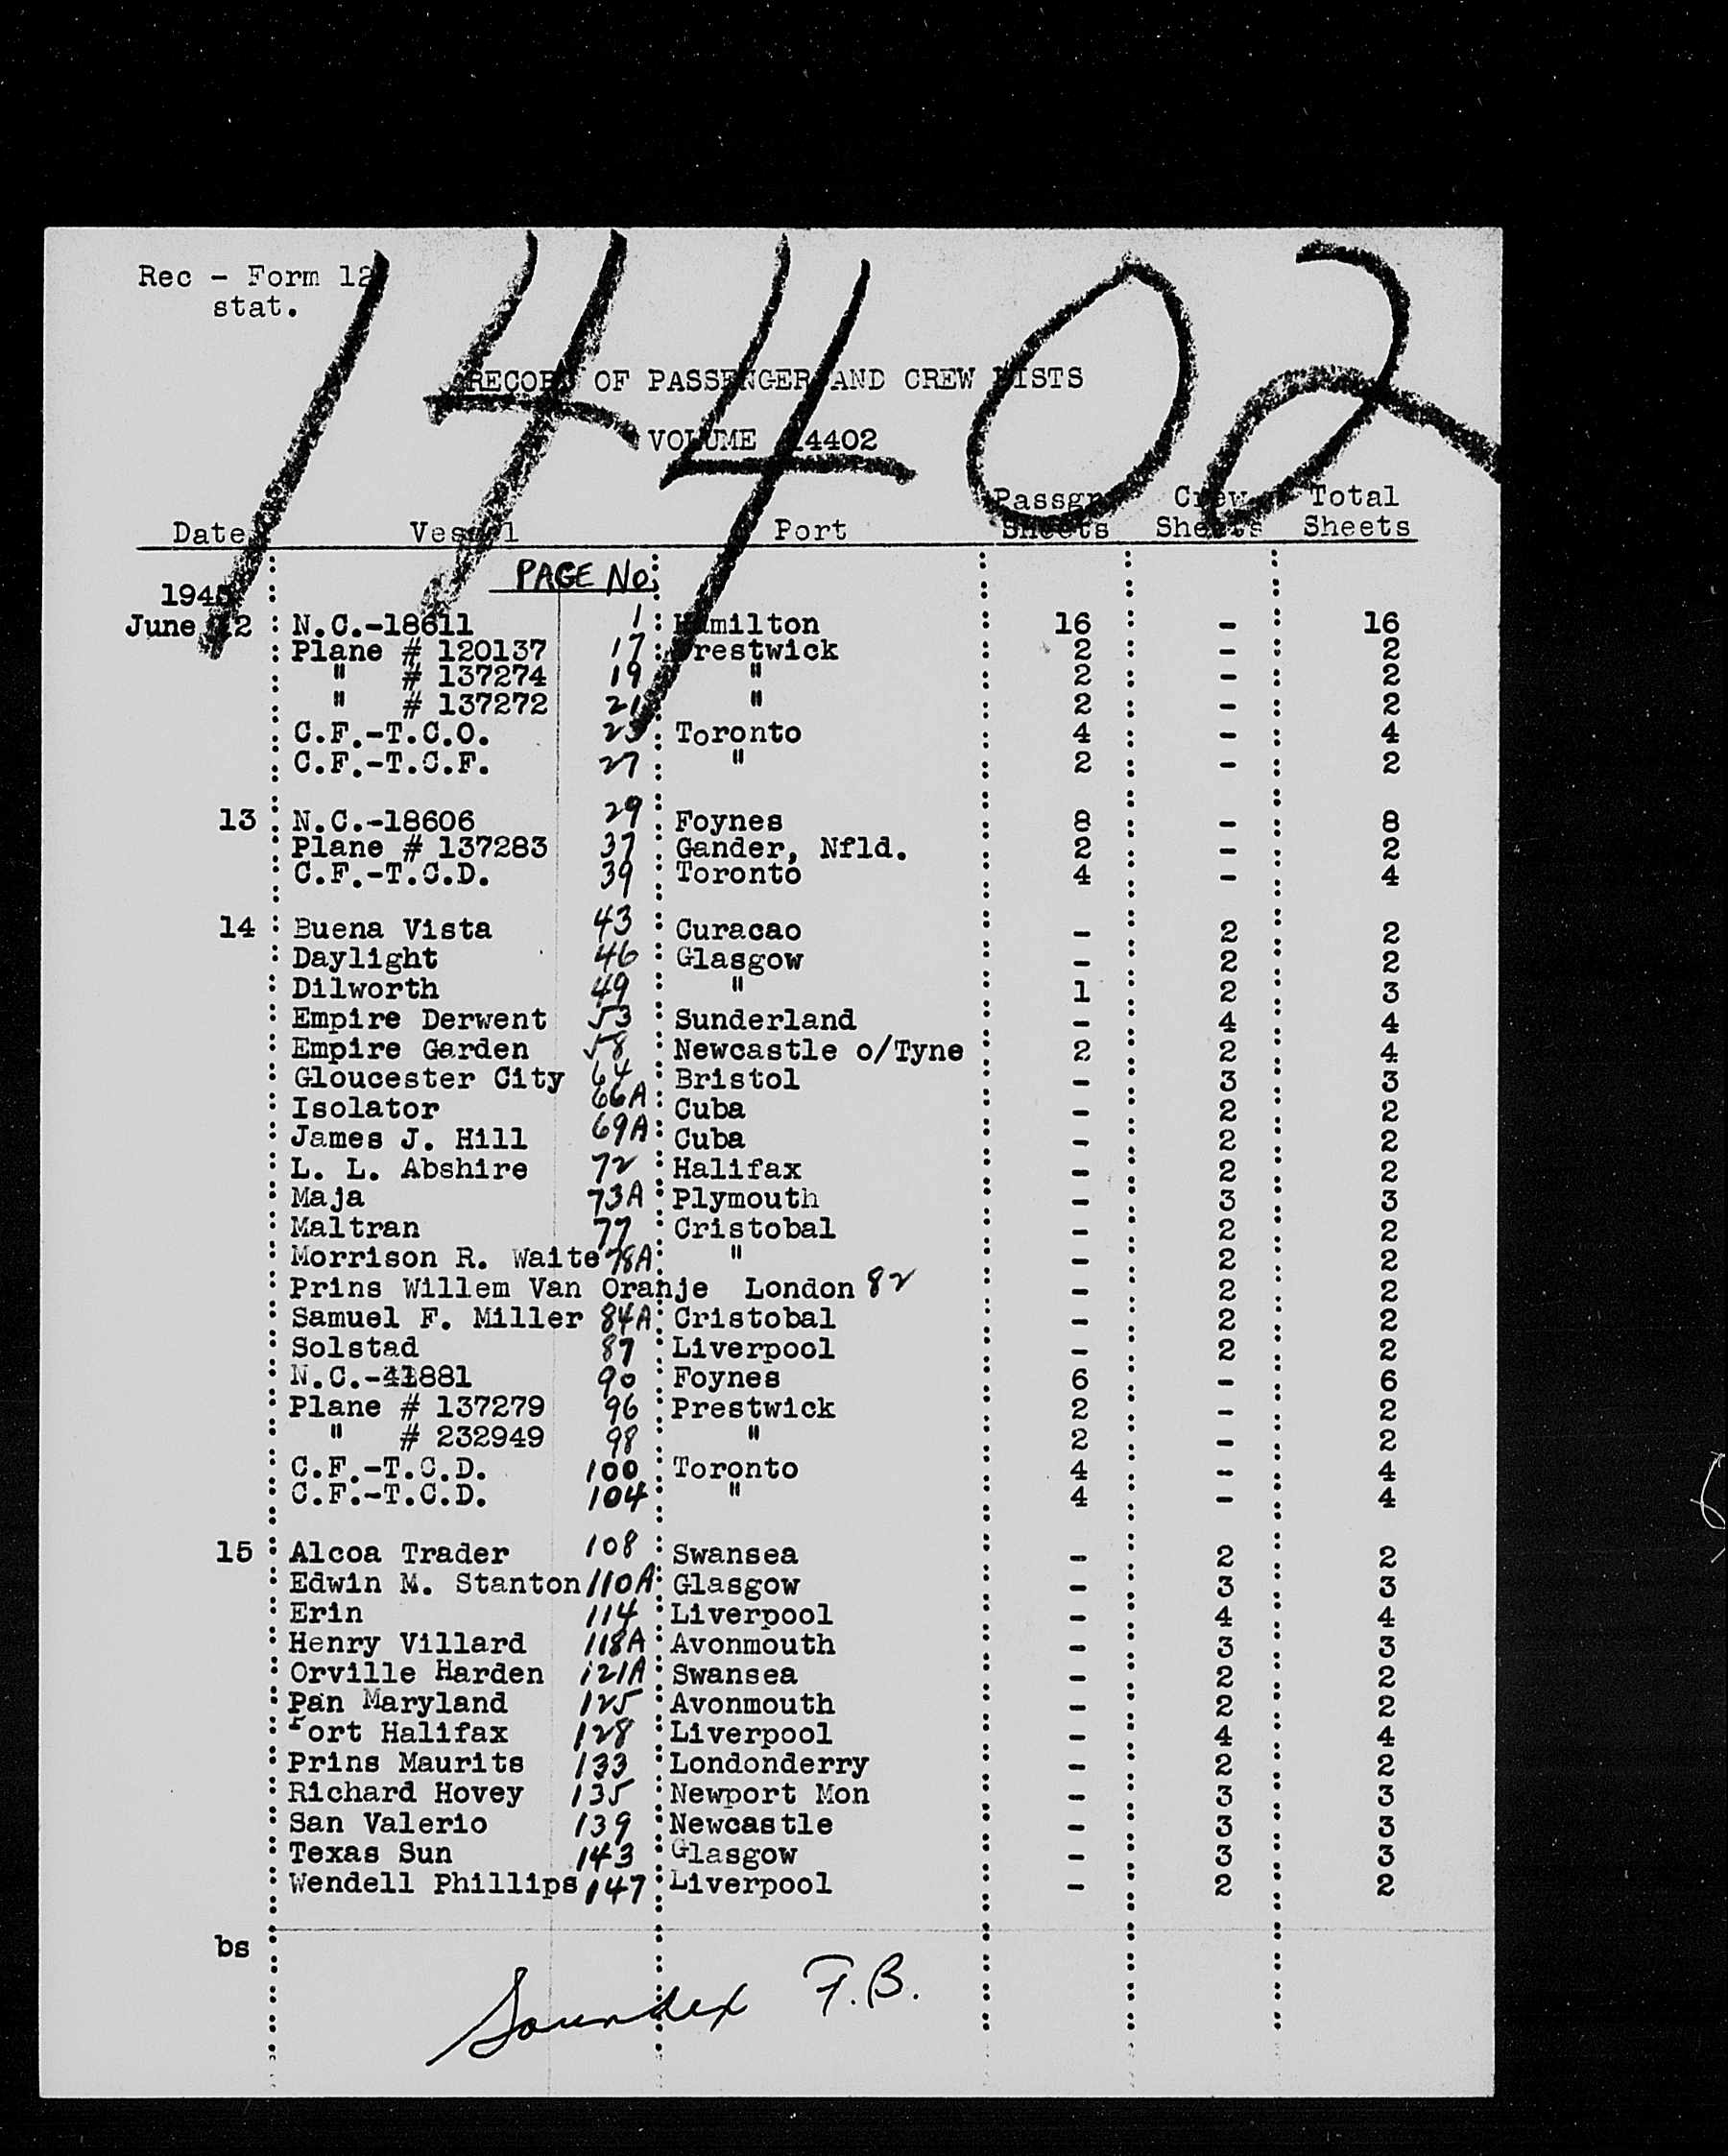 14402
Rec - Form 12
stat.
RECORD OF PASSENGER AND CREW LISTS
VOLUME 14402
Date Vessel Port Passgr Sheets Crew Sheets Total Sheets
PAGE No.
194
June 12 N.C.-18611 1 Hamilton 16 - 16
Plane # 120137 17 Prestwick 2 - 2
" # 137274 19 " 2 - 2
" # 137272 21 " 2 - 2
C.F.-T.C.O. 23 Toronto 4 - 4
C.F.-T.C.F. 27 " 2 - 2
13 N.C.-18606 29 Foynes 8 - 8
Plane # 137283 37 Gander, Nfld. 2 - 2
C.F.-T.C.D. 39 Toronto 4 - 4
14 Buena Vista 43 Curacao - 2 2
Daylight 46 Glasgow - 2 2
Dilworth 49 " 1 2 3
Empire Derwent 53 Sunderland - 4 4
Empire Garden 58 Newcastle o/Tyne 2 2 4
Gloucester City 64 Bristol - 3 3
Isolator 66A Cuba - 2 2
James J. Hill 69A Cuba - 2 2
L. L. Abshire 72 Halifax - 2 2
Maja 73A Plymouth - 3 3
Maltran 77 Cristobal - 2 2
Morrison R. Waite 78A " - 2 2
Prins Willem Van Oranje London 82 - 2 2
Samuel F. Miller 84A Cristobal - 2 2
Solstad 87 Liverpool - 2 2
N.C.-41881 90 Foynes 6 - 6
Plane # 137279 96 Prestwick 2 - 2
" # 232949 98 " 2 - 2
C.F.-T.C.D. 100 Toronto 4 - 4
C.F.-T.C.D. 104 " 4 - 4
15 Alcoa Trader 108 Swansea - 2 2
Edwin M. Stanton 110A Glasgow - 3 3
Erin 114 Liverpool - 4 4
Henry Villard 118A Avonmouth - 3 3
Orville Harden 121A Swansea - 2 2
Pan Maryland 125 Avonmouth - 2 2
Fort Halifax 128 Liverpool - 4 4
Prins Maurits 133 Londonderry - 2 2
Richard Hovey 135 Newport Mon - 3 3
San Valerio 139 Newcastle - 3 3
Texas Sun 143 Glasgow - 3 3
Wendell Phillips 147 Liverpool - 2 2
bs
Soundex F.B.